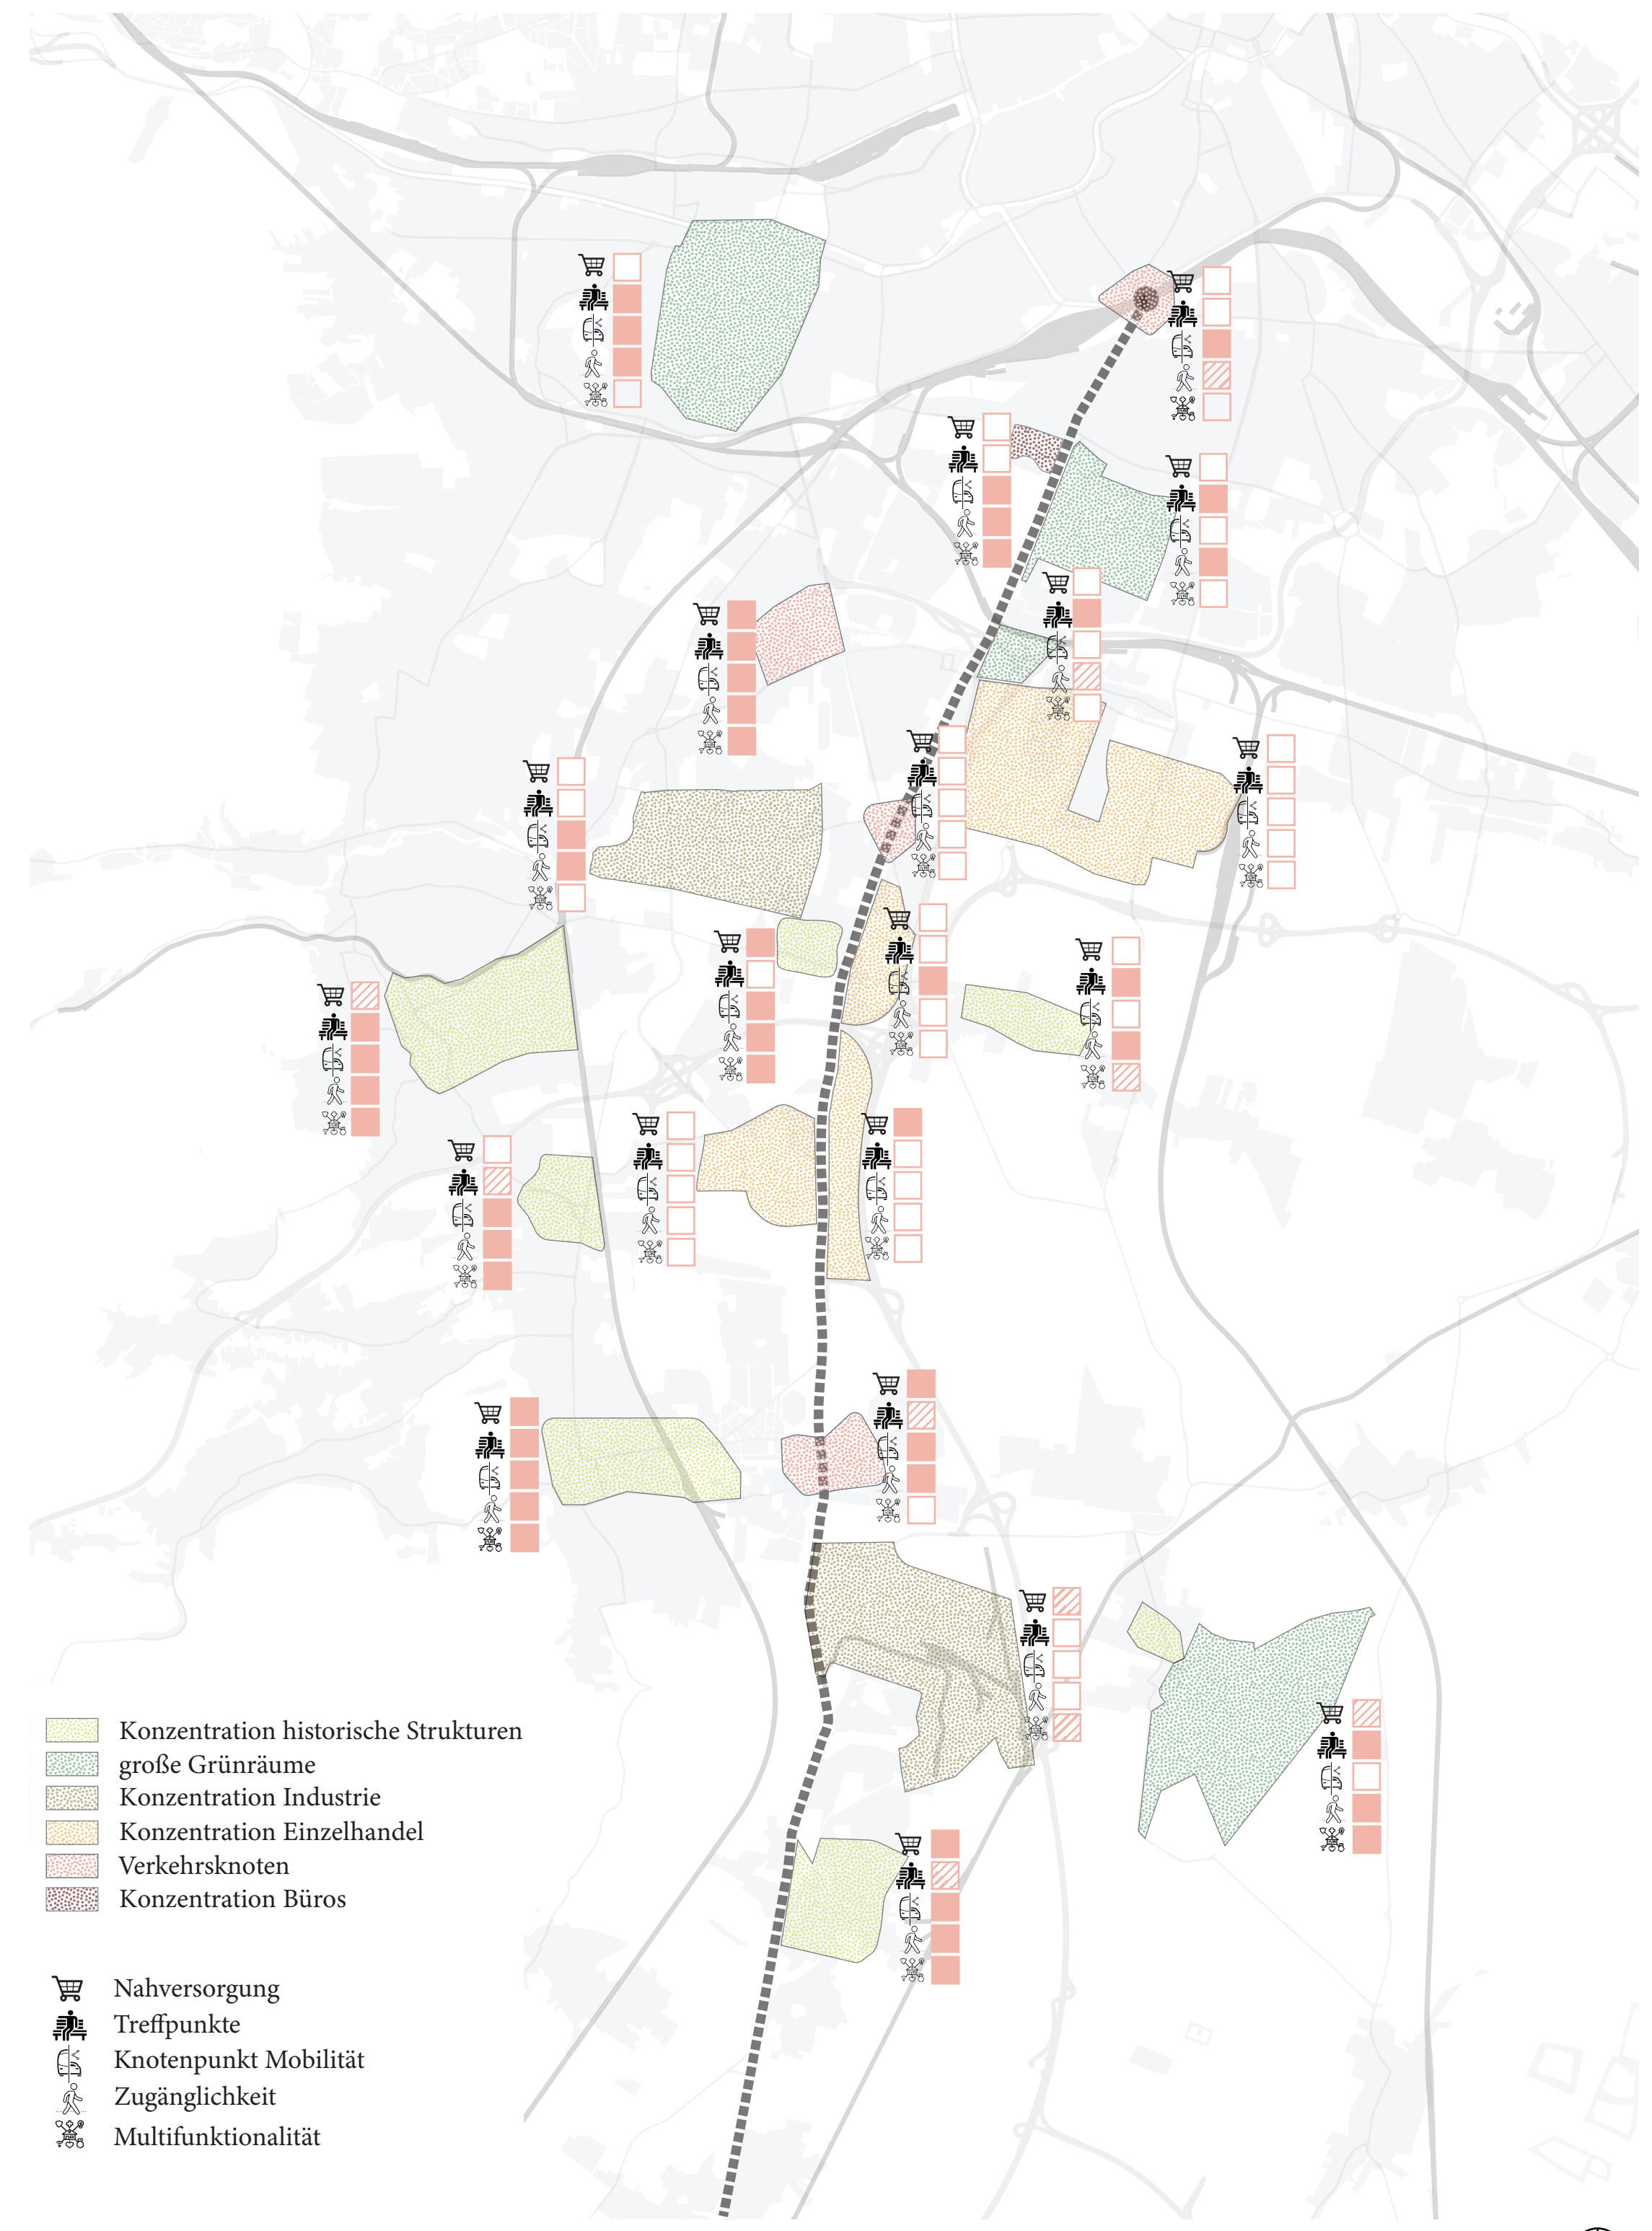 Konzentration historische Strukturen
große Grünräume
Konzentration Industrie
Konzentration Einzelhandel
Verkehrsknoten
Konzentration Büros
Nahversorgung
Treffpunkte
Knotenpunkt Mobilität
Zugänglichkeit
Multifunktionalität